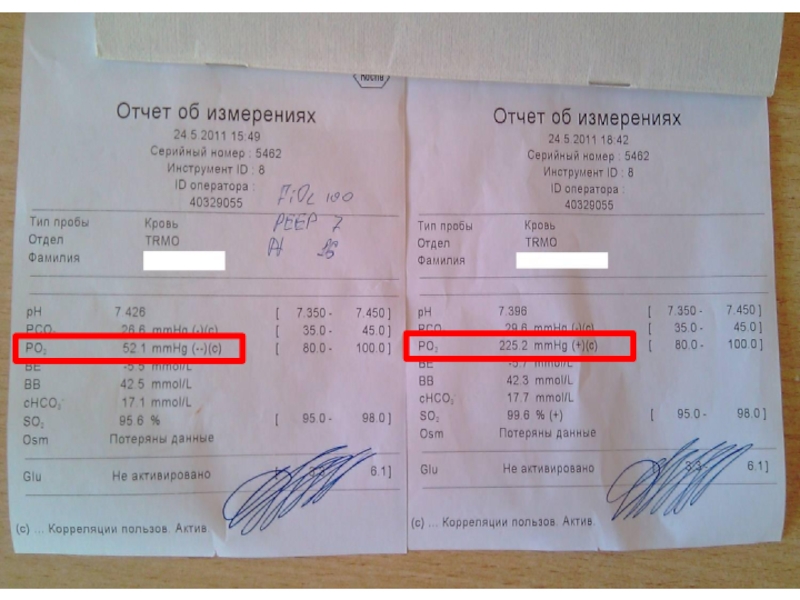 Отчет об измерениях
24.5.2011 15:49
Серийный номер : 5462
Инструмент ID : 8
ID оператора :
40329055
FiO₂ 100
PEEP 7
Тип пробы Кровь
Отдел TRMO
Фамилия
pH 7.426 [ 7.350 - 7.450 ]
PCO₂ 26.6 mmHg (-)(c) [ 35.0 - 45.0 ]
PO₂ 52.1 mmHg (--)(c) [ 80.0 - 100.0 ]
BE -5.5 mmol/L
BB 42.5 mmol/L
cHCO₃⁻ 17.1 mmol/L
SO₂ 95.6 % [ 95.0 - 98.0 ]
Osm Потеряны данные
Glu Не активировано 6.1 ]
(c) ... Корреляции пользов. Актив
Отчет об измерениях
24.5.2011 18:42
Серийный номер : 5462
Инструмент ID : 8
ID оператора :
40329055
Тип пробы Кровь
Отдел TRMO
Фамилия
pH 7.396 [ 7.350 - 7.450 ]
PCO₂ 29.6 mmHg (-)(c) [ 35.0 - 45.0 ]
PO₂ 225.2 mmHg (+)(c) [ 80.0 - 100.0 ]
BE -5.7 mmol/L
BB 42.3 mmol/L
cHCO₃⁻ 17.7 mmol/L
SO₂ 99.6 % (+) [ 95.0 - 98.0 ]
Osm Потеряны данные
Glu Не активировано 3.3 - 6.1 ]
(c) ... Корреляции пользов. Актив